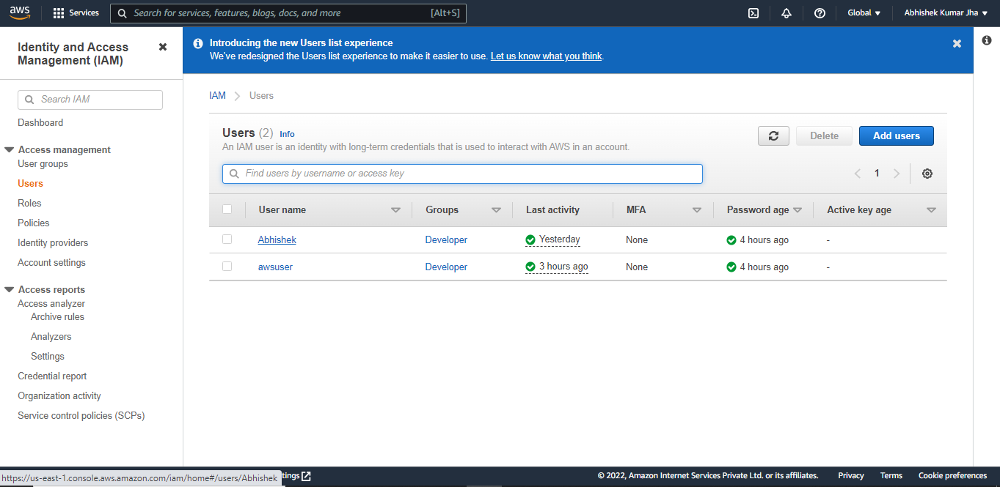 aws
Services
Search for services, features, blogs, docs, and more
[Alt+S]
Global
Abhishek Kumar Jha
Identity and Access
Management (IAM)
Search IAM
Dashboard
Access management
User groups
Users
Roles
Policies
Identity providers
Account settings
Access reports
Access analyzer
Archive rules
Analyzers
Settings
Credential report
Organization activity
Service control policies (SCPs)
Introducing the new Users list experience
We've redesigned the Users list experience to make it easier to use. Let us know what you think.
IAM Users
Users (2) Info
An IAM user is an identity with long-term credentials that is used to interact with AWS in an account.
Delete
Add users
Find users by username or access key
1
User name Groups Last activity MFA Password age Active key age
Abhishek Developer Yesterday None 4 hours ago -
awsuser Developer 3 hours ago None 4 hours ago -
https://us-east-1.console.aws.amazon.com/iam/home#/users/Abhishek
© 2022, Amazon Internet Services Private Ltd. or its affiliates. Privacy Terms Cookie preferences